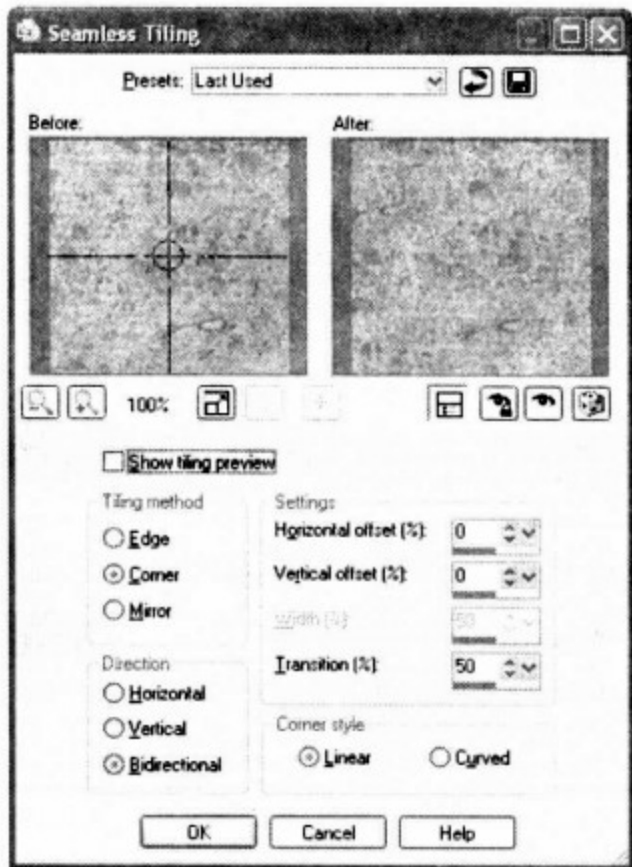 Seamless Tiling
Presets: Last Used
Before: After:
100%
Show tiling preview
Tiling method
Edge
Corner
Mirror
Direction
Horizontal
Vertical
Bidirectional
Settings
Horizontal offset (%): 0
Vertical offset (%): 0
Width (%): 50
Transition (%): 50
Corner style
Linear Curved
OK Cancel Help